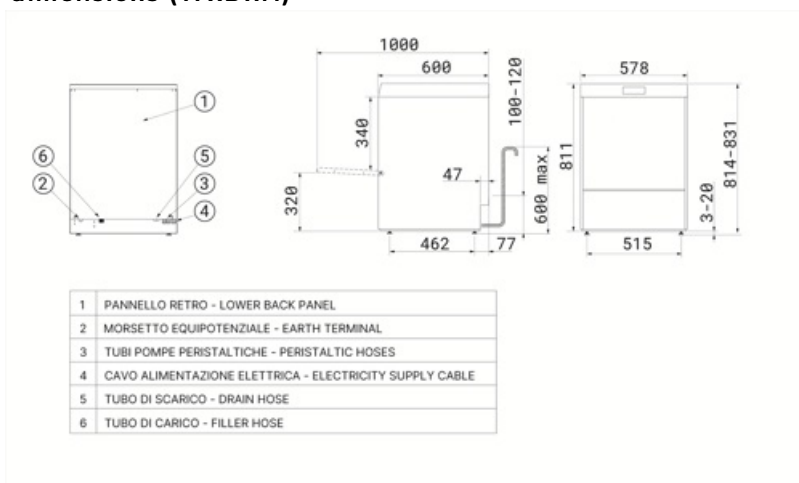 1000
600
578
100-120
1
340
811
814-831
6
5
47
2
3
600 max
320
4
3-20
462
77
515
1 PANNELLO RETRO - LOWER BACK PANEL
2 MORSETTO EQUIPOTENZIALE - EARTH TERMINAL
3 TUBI POMPE PERISTALTICHE - PERISTALTIC HOSES
4 CAVO ALIMENTAZIONE ELETTRICA - ELECTRICITY SUPPLY CABLE
5 TUBO DI SCARICO - DRAIN HOSE
6 TUBO DI CARICO - FILLER HOSE